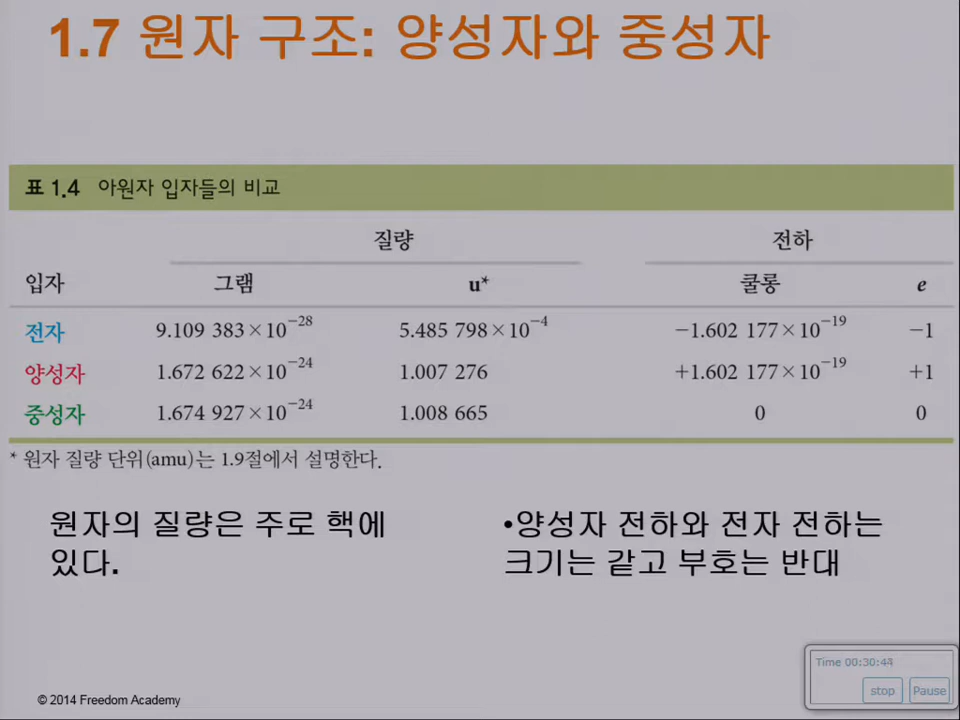 1.7 원자 구조: 양성자와 중성자
표 1.4 아원자 입자들의 비교
질량 전하
입자 그램 u* 쿨롱 e
전자 9.109 383×10⁻²⁸ 5.485 798×10⁻⁴ −1.602 177×10⁻¹⁹ −1
양성자 1.672 622×10⁻²⁴ 1.007 276 +1.602 177×10⁻¹⁹ +1
중성자 1.674 927×10⁻²⁴ 1.008 665 0 0
* 원자 질량 단위(amu)는 1.9절에서 설명한다.
원자의 질량은 주로 핵에
있다.
•양성자 전하와 전자 전하는
크기는 같고 부호는 반대
Time 00:30:44
stop Pause
© 2014 Freedom Academy